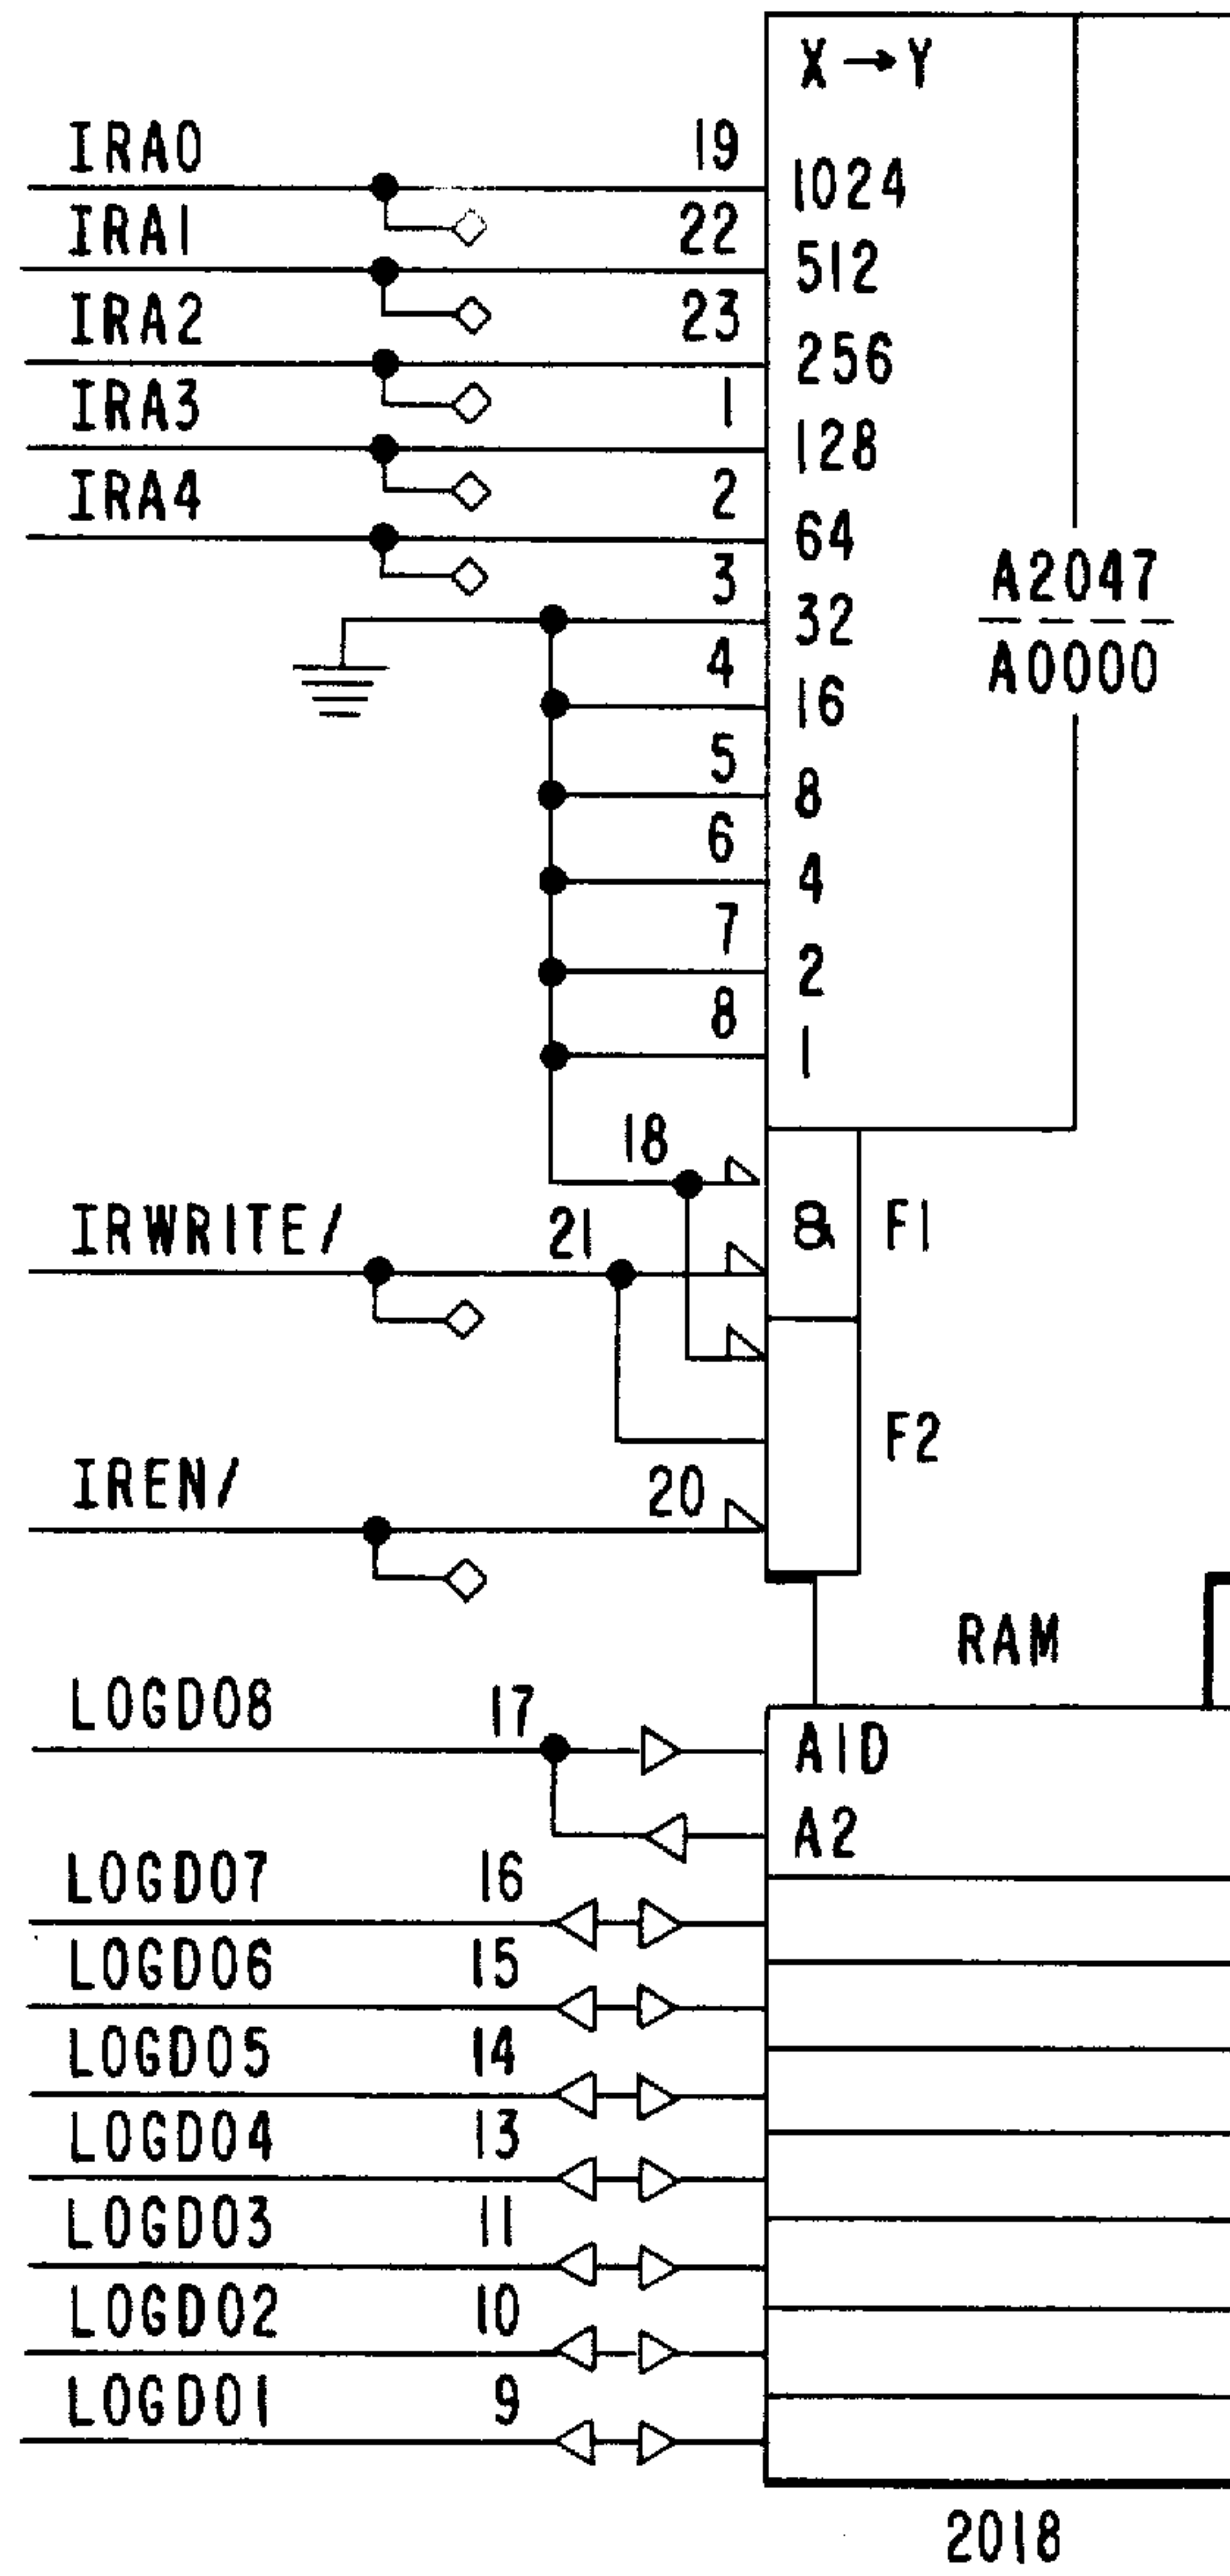 X→Y
IRA0 19 1024
IRA1 22 512
IRA2 23 256
IRA3 1 128
IRA4 2 64
A2047
A0000
3 32
4 16
5 8
6 4
7 2
8 1
18
IRWRITE/ 21 & F1
F2
IREN/ 20
RAM
LOGD08 17 A1D
A2
LOGD07 16
LOGD06 15
LOGD05 14
LOGD04 13
LOGD03 11
LOGD02 10
LOGD01 9
2018